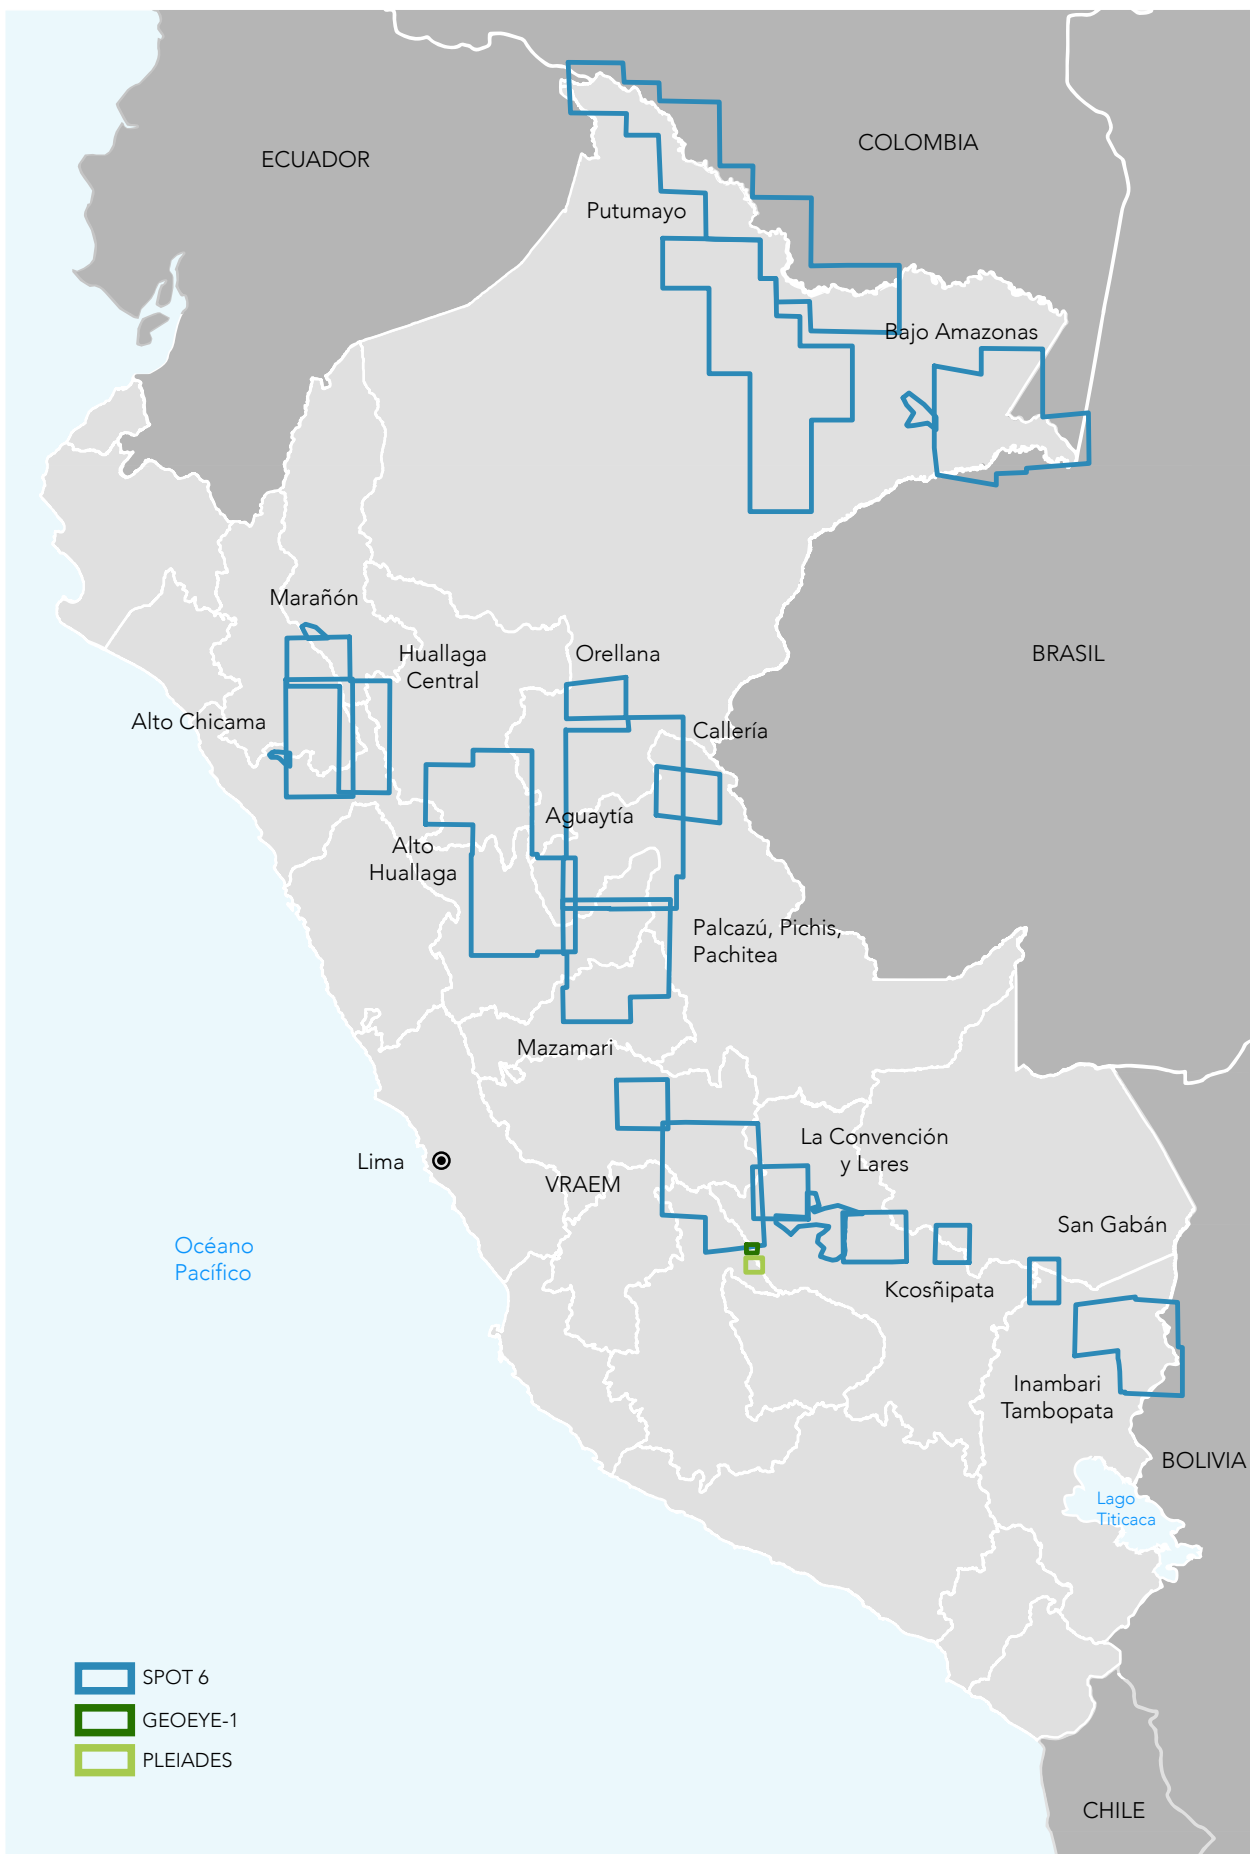 COLOMBIA
ECUADOR
Putumayo
Bajo Amazonas
Marañón
Huallaga
Central
Orellana
BRASIL
Alto Chicama
Callería
Aguaytía
Alto
Huallaga
Palcazú, Pichis,
Pachitea
Mazamari
La Convención
y Lares
Lima
VRAEM
San Gabán
Océano
Pacífico
Kcosñipata
Inambari
Tambopata
BOLIVIA
Lago
Titicaca
SPOT 6
GEOEYE-1
PLEIADES
CHILE